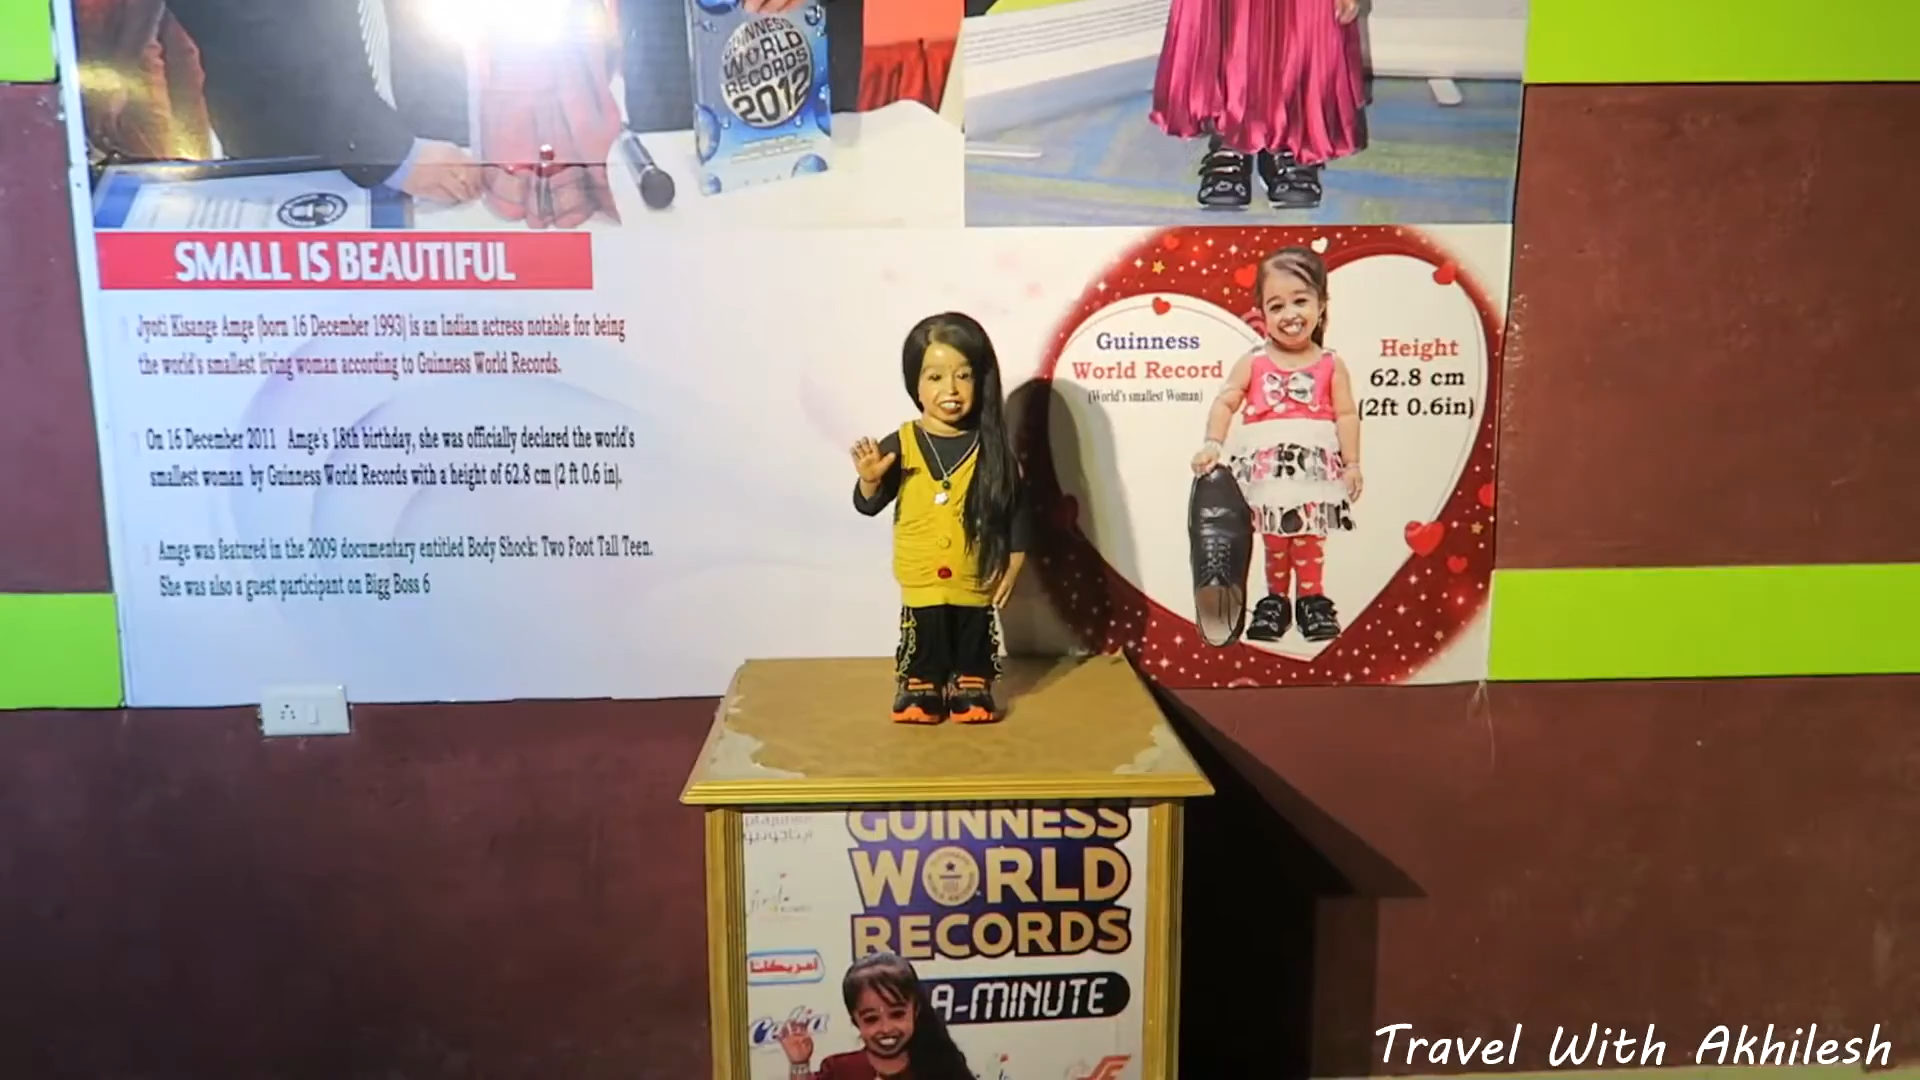 GUINNESS
WORLD
RECORDS
2012
SMALL IS BEAUTIFUL
Jyoti Kisange Amge (born 16 December 1993) is an Indian actress notable for being
the world's smallest living woman according to Guinness World Records.
On 16 December 2011 Amge's 18th birthday, she was officially declared the world's
smallest woman by Guinness World Records with a height of 62.8 cm (2 ft 0.6 in).
Amge was featured in the 2009 documentary entitled Body Shock: Two Foot Tall Teen.
She was also a guest participant on Bigg Boss 6
Guinness
World Record
(World's smallest Woman)
Height
62.8 cm
(2ft 0.6in)
GUINNESS
WORLD
RECORDS
A-MINUTE
أمريكانا
Travel With Akhilesh